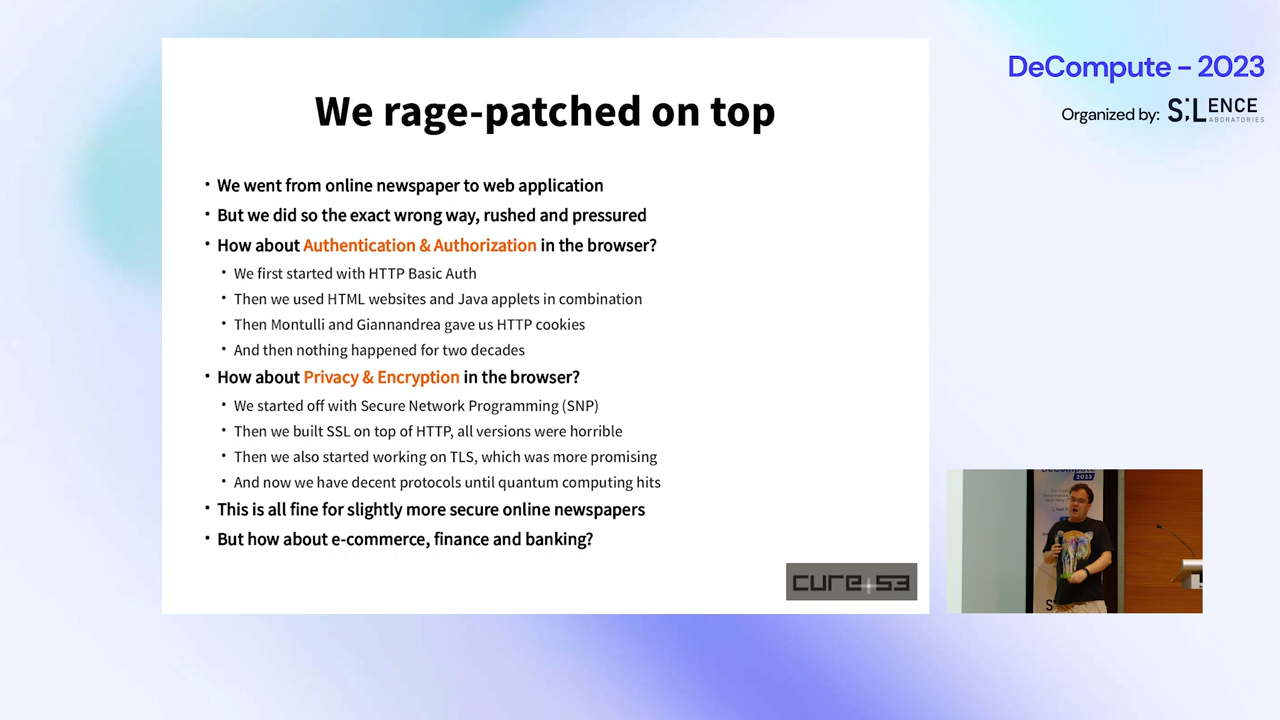 DeCompute - 2023
Organized by: SiLENCE LABORATORIES
We rage-patched on top
• We went from online newspaper to web application
• But we did so the exact wrong way, rushed and pressured
• How about Authentication & Authorization in the browser?
• We first started with HTTP Basic Auth
• Then we used HTML websites and Java applets in combination
• Then Montulli and Giannandrea gave us HTTP cookies
• And then nothing happened for two decades
• How about Privacy & Encryption in the browser?
• We started off with Secure Network Programming (SNP)
• Then we built SSL on top of HTTP, all versions were horrible
• Then we also started working on TLS, which was more promising
• And now we have decent protocols until quantum computing hits
• This is all fine for slightly more secure online newspapers
• But how about e-commerce, finance and banking?
cure+53
DeCompute
2023